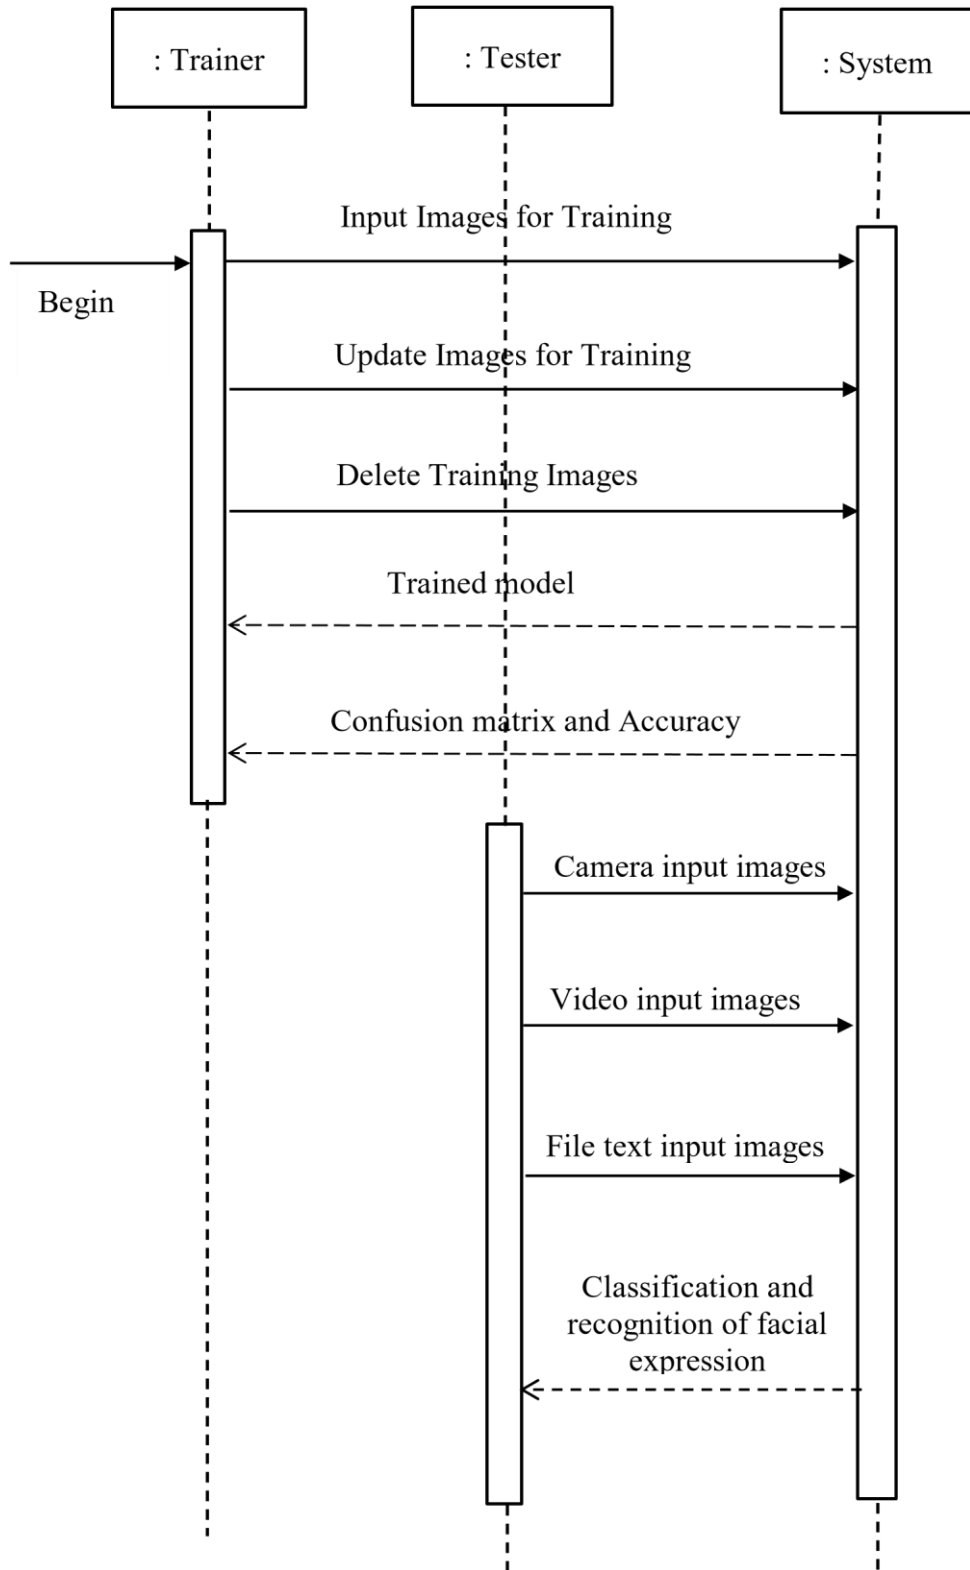 : Trainer
: Tester
: System
Input Images for Training
Begin
Update Images for Training
Delete Training Images
Trained model
Confusion matrix and Accuracy
Camera input images
Video input images
File text input images
Classification and
recognition of facial
expression